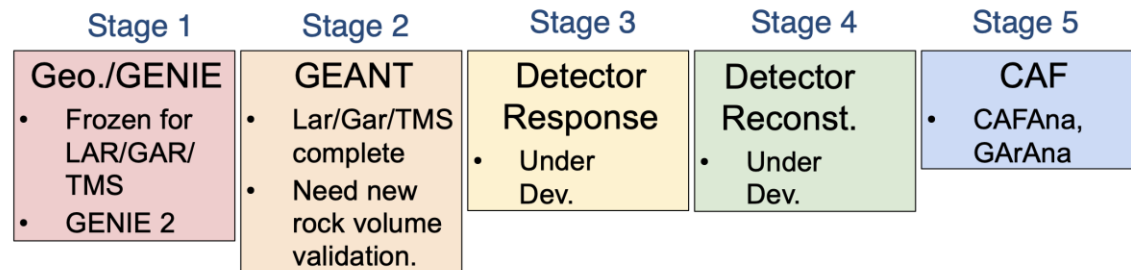 Stage 1
Geo./GENIE
• Frozen for
LAR/GAR/
TMS
• GENIE 2
Stage 2
GEANT
• Lar/Gar/TMS
complete
• Need new
rock volume
validation.
Stage 3
Detector
Response
• Under
Dev.
Stage 4
Detector
Reconst.
• Under
Dev.
Stage 5
CAF
• CAFAna,
GArAna